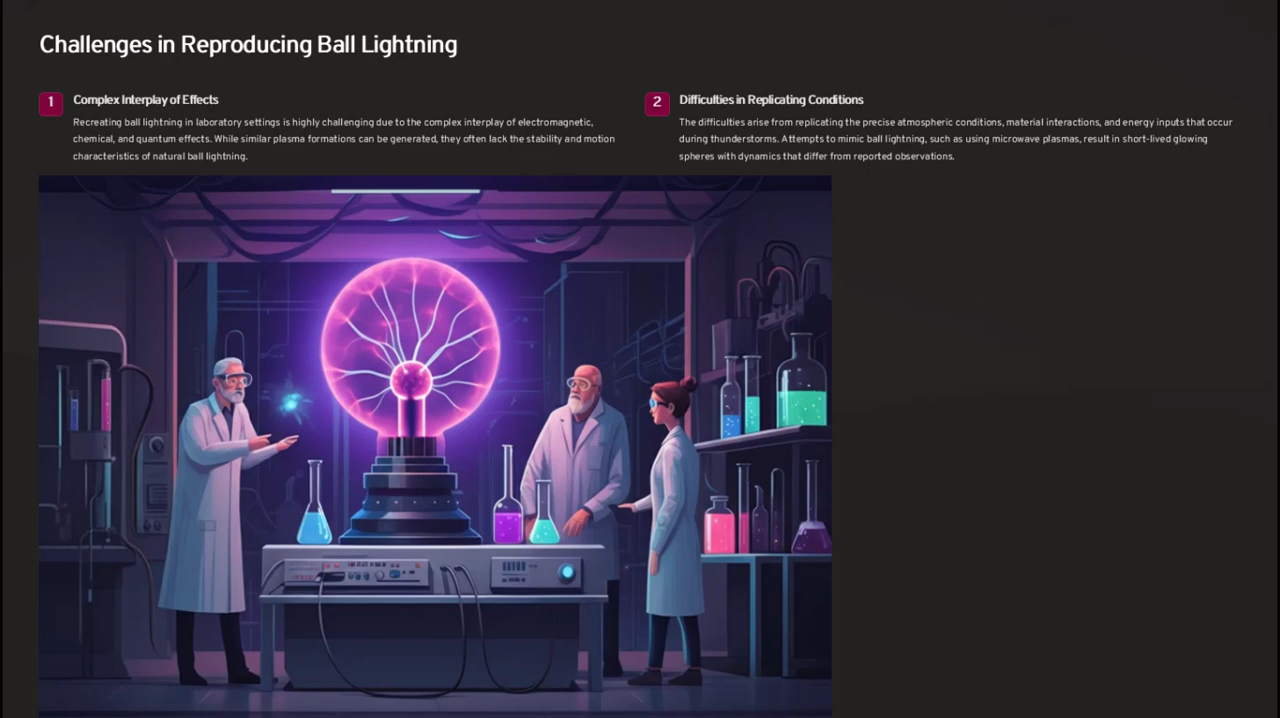 Challenges in Reproducing Ball Lightning
1
Complex Interplay of Effects
Recreating ball lightning in laboratory settings is highly challenging due to the complex interplay of electromagnetic,
chemical, and quantum effects. While similar plasma formations can be generated, they often lack the stability and motion
characteristics of natural ball lightning.
2
Difficulties in Replicating Conditions
The difficulties arise from replicating the precise atmospheric conditions, material interactions, and energy inputs that occur
during thunderstorms. Attempts to mimic ball lightning, such as using microwave plasmas, result in short-lived glowing
spheres with dynamics that differ from reported observations.